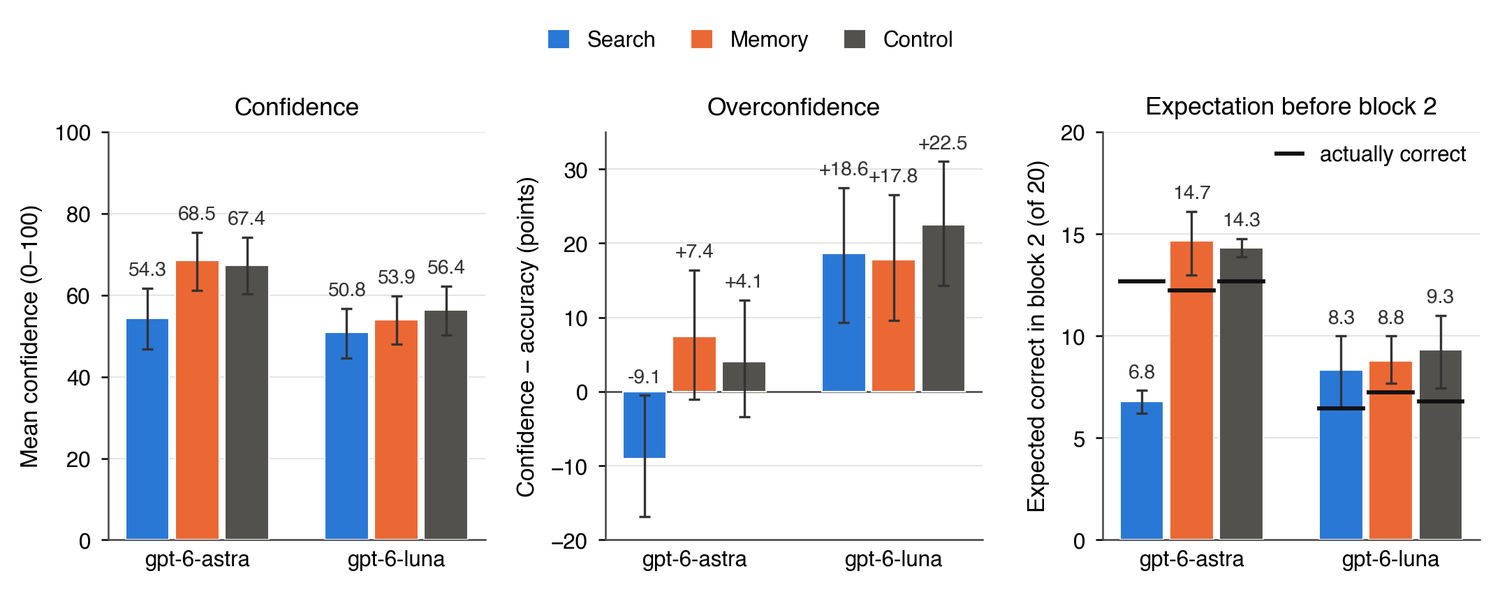 Search Memory Control
Confidence
Mean confidence (0–100)
100
80
60
40
20
0
54.3
68.5
67.4
50.8
53.9
56.4
gpt-6-astra
gpt-6-luna
Overconfidence
Confidence − accuracy (points)
30
20
10
0
−10
−20
-9.1
+7.4
+4.1
+18.6
+17.8
+22.5
gpt-6-astra
gpt-6-luna
Expectation before block 2
Expected correct in block 2 (of 20)
20
15
10
5
0
actually correct
6.8
14.7
14.3
8.3
8.8
9.3
gpt-6-astra
gpt-6-luna